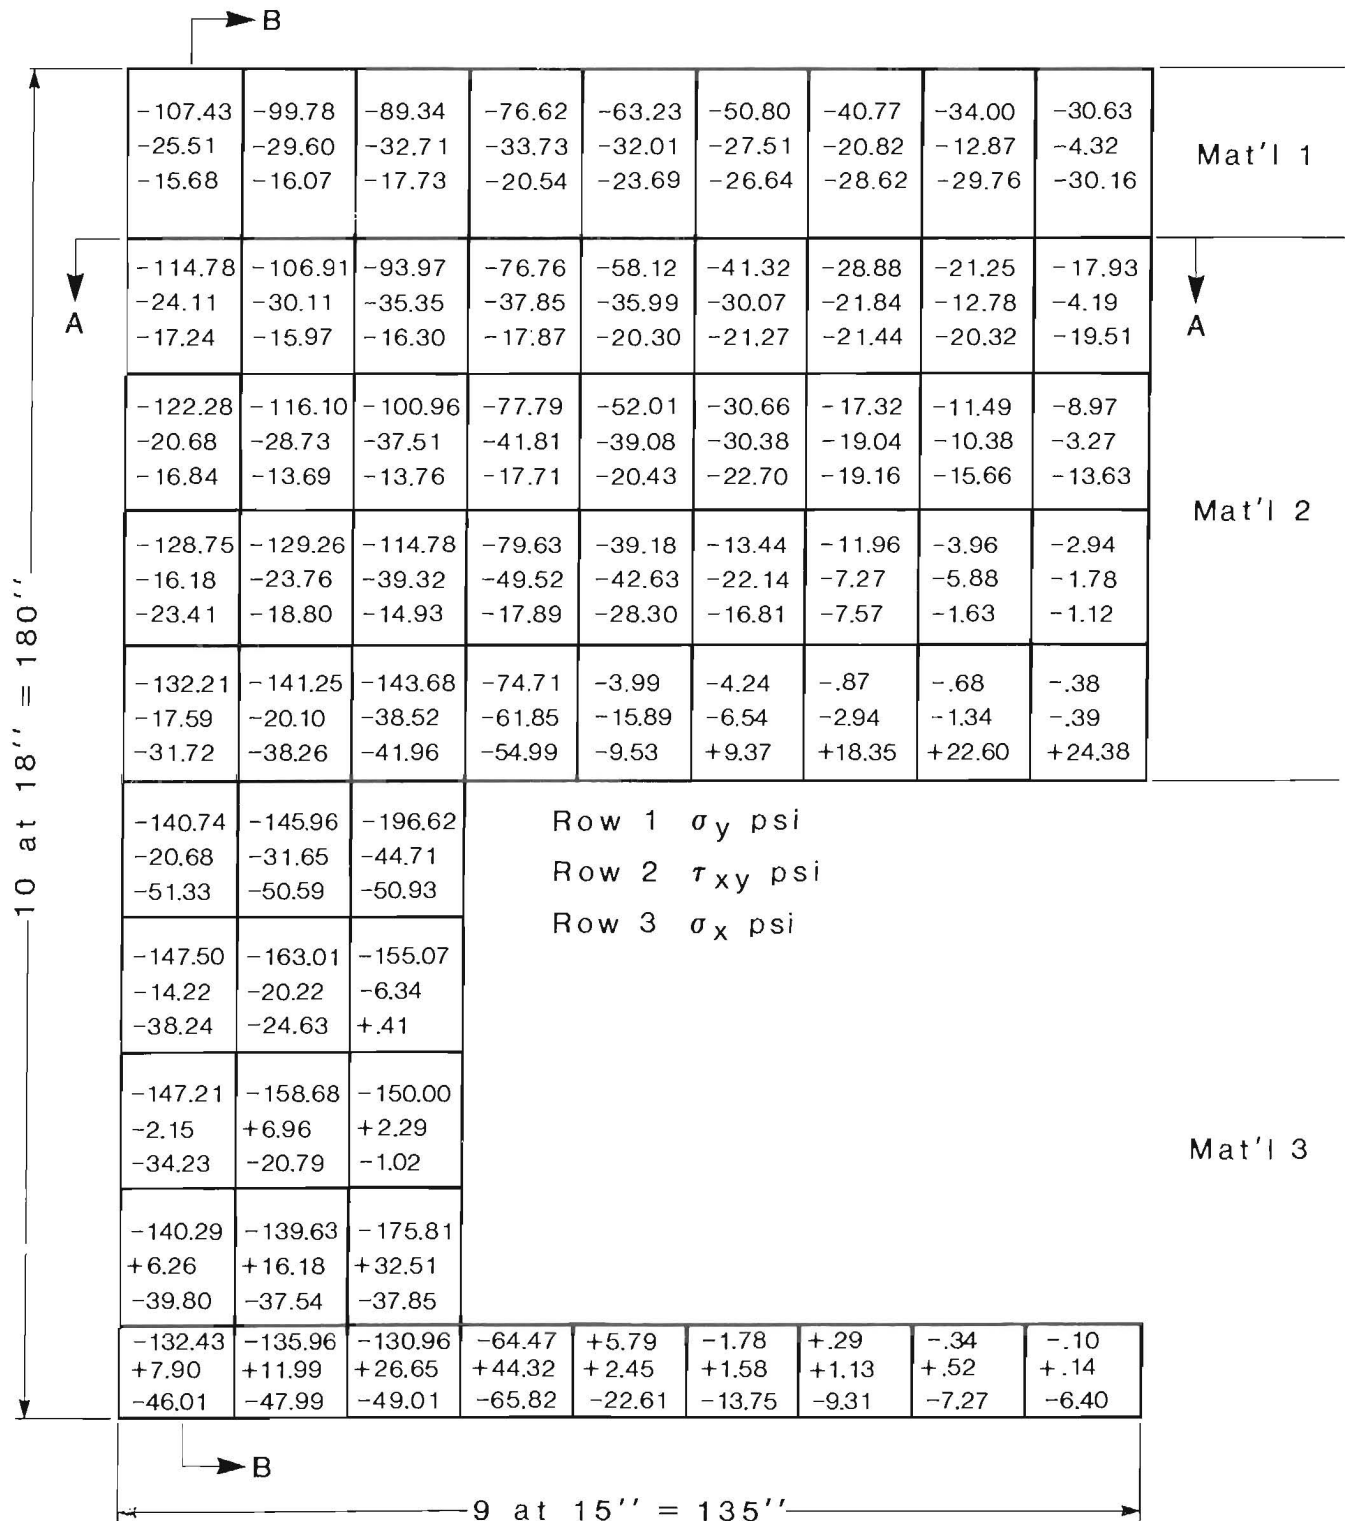 B
-107.43 -99.78 -89.34 -76.62 -63.23 -50.80 -40.77 -34.00 -30.63
-25.51 -29.60 -32.71 -33.73 -32.01 -27.51 -20.82 -12.87 -4.32
-15.68 -16.07 -17.73 -20.54 -23.69 -26.64 -28.62 -29.76 -30.16
Mat'l 1
-114.78 -106.91 -93.97 -76.76 -58.12 -41.32 -28.88 -21.25 -17.93
-24.11 -30.11 -35.35 -37.85 -35.99 -30.07 -21.84 -12.78 -4.19
-17.24 -15.97 -16.30 -17.87 -20.30 -21.27 -21.44 -20.32 -19.51
A
A
-122.28 -116.10 -100.96 -77.79 -52.01 -30.66 -17.32 -11.49 -8.97
-20.68 -28.73 -37.51 -41.81 -39.08 -30.38 -19.04 -10.38 -3.27
-16.84 -13.69 -13.76 -17.71 -20.43 -22.70 -19.16 -15.66 -13.63
Mat'l 2
-128.75 -129.26 -114.78 -79.63 -39.18 -13.44 -11.96 -3.96 -2.94
-16.18 -23.76 -39.32 -49.52 -42.63 -22.14 -7.27 -5.88 -1.78
-23.41 -18.80 -14.93 -17.89 -28.30 -16.81 -7.57 -1.63 -1.12
-132.21 -141.25 -143.68 -74.71 -3.99 -4.24 -.87 -.68 -.38
-17.59 -20.10 -38.52 -61.85 -15.89 -6.54 -2.94 -1.34 -.39
-31.72 -38.26 -41.96 -54.99 -9.53 +9.37 +18.35 +22.60 +24.38
10 at 18'' = 180''
-140.74 -145.96 -196.62
-20.68 -31.65 -44.71
-51.33 -50.59 -50.93
Row 1 σy psi
Row 2 τxy psi
Row 3 σx psi
-147.50 -163.01 -155.07
-14.22 -20.22 -6.34
-38.24 -24.63 +.41
-147.21 -158.68 -150.00
-2.15 +6.96 +2.29
-34.23 -20.79 -1.02
Mat'l 3
-140.29 -139.63 -175.81
+6.26 +16.18 +32.51
-39.80 -37.54 -37.85
-132.43 -135.96 -130.96 -64.47 +5.79 -1.78 +.29 -.34 -.10
+7.90 +11.99 +26.65 +44.32 +2.45 +1.58 +1.13 +.52 +.14
-46.01 -47.99 -49.01 -65.82 -22.61 -13.75 -9.31 -7.27 -6.40
B
9 at 15'' = 135''